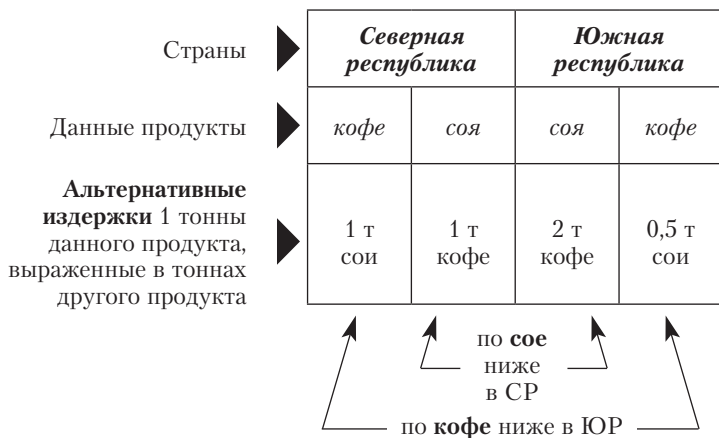 Страны
Северная
республика
Южная
республика
Данные продукты
кофе
соя
соя
кофе
Альтернативные
издержки 1 тонны
данного продукта,
выраженные в тоннах
другого продукта
1 т
сои
1 т
кофе
2 т
кофе
0,5 т
сои
по сое
ниже
в СР
по кофе ниже в ЮР